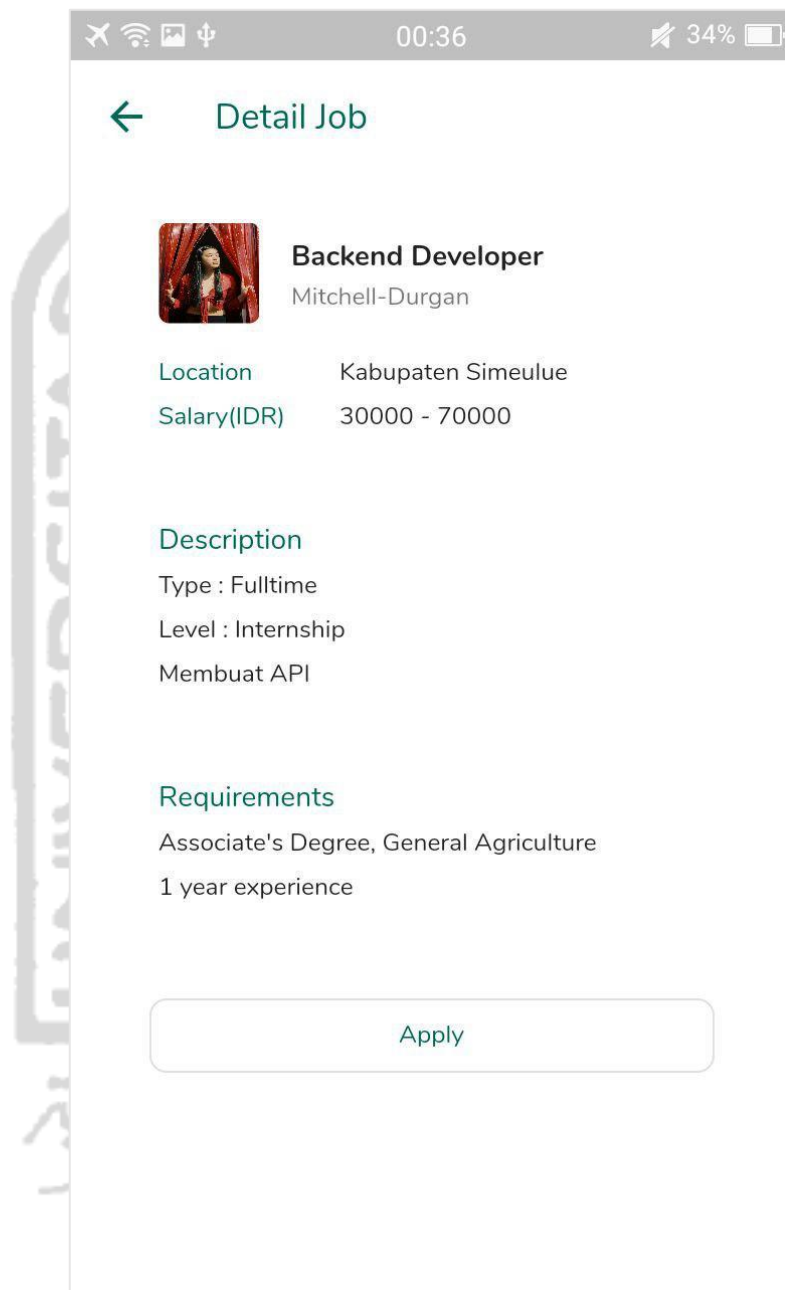 00:36
34%
Detail Job
Backend Developer
Mitchell-Durgan
Location Kabupaten Simeulue
Salary(IDR) 30000 - 70000
Description
Type : Fulltime
Level : Internship
Membuat API
Requirements
Associate's Degree, General Agriculture
1 year experience
Apply